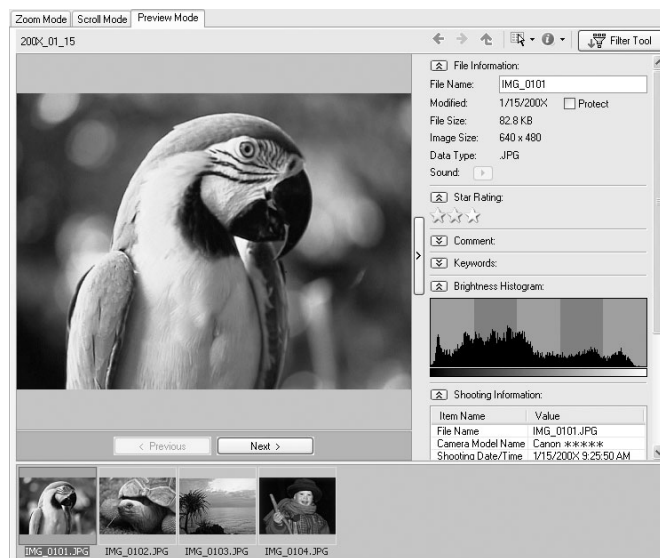 Zoom Mode Scroll Mode Preview Mode
200X_01_15
Filter Tool
File Information:
File Name: IMG_0101
Modified: 1/15/200X Protect
File Size: 82.8 KB
Image Size: 640 x 480
Data Type: .JPG
Sound:
Star Rating:
Comment:
Keywords:
Brightness Histogram:
Shooting Information:
Item Name Value
File Name IMG_0101.JPG
Camera Model Name Canon *****
Shooting Date/Time 1/15/200X 9:25:50 AM
< Previous Next >
IMG_0101.JPG IMG_0102.JPG IMG_0103.JPG IMG_0104.JPG